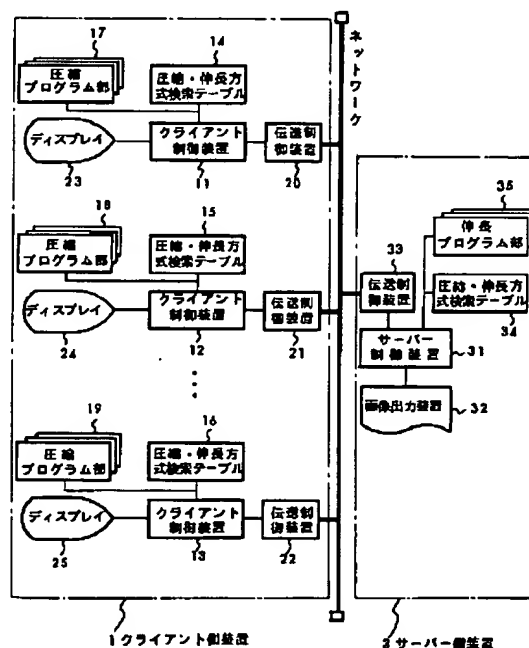 17
圧縮
プログラム部
14
圧縮・伸長方
式検索テーブル
ディスプレイ
23
クライアント
制御装置
11
伝送制
御装置
20
18
圧縮
プログラム部
15
圧縮・伸長方
式検索テーブル
ディスプレイ
24
クライアント
制御装置
12
伝送制
御装置
21
19
圧縮
プログラム部
16
圧縮・伸長方
式検索テーブル
ディスプレイ
25
クライアント
制御装置
13
伝送制
御装置
22
1 クライアント側装置
ネットワーク
35
伸長
プログラム部
33
伝送制
御装置
圧縮・伸長方
式検索テーブル
34
サーバー
制御装置
31
画像出力装置
32
3 サーバー側装置